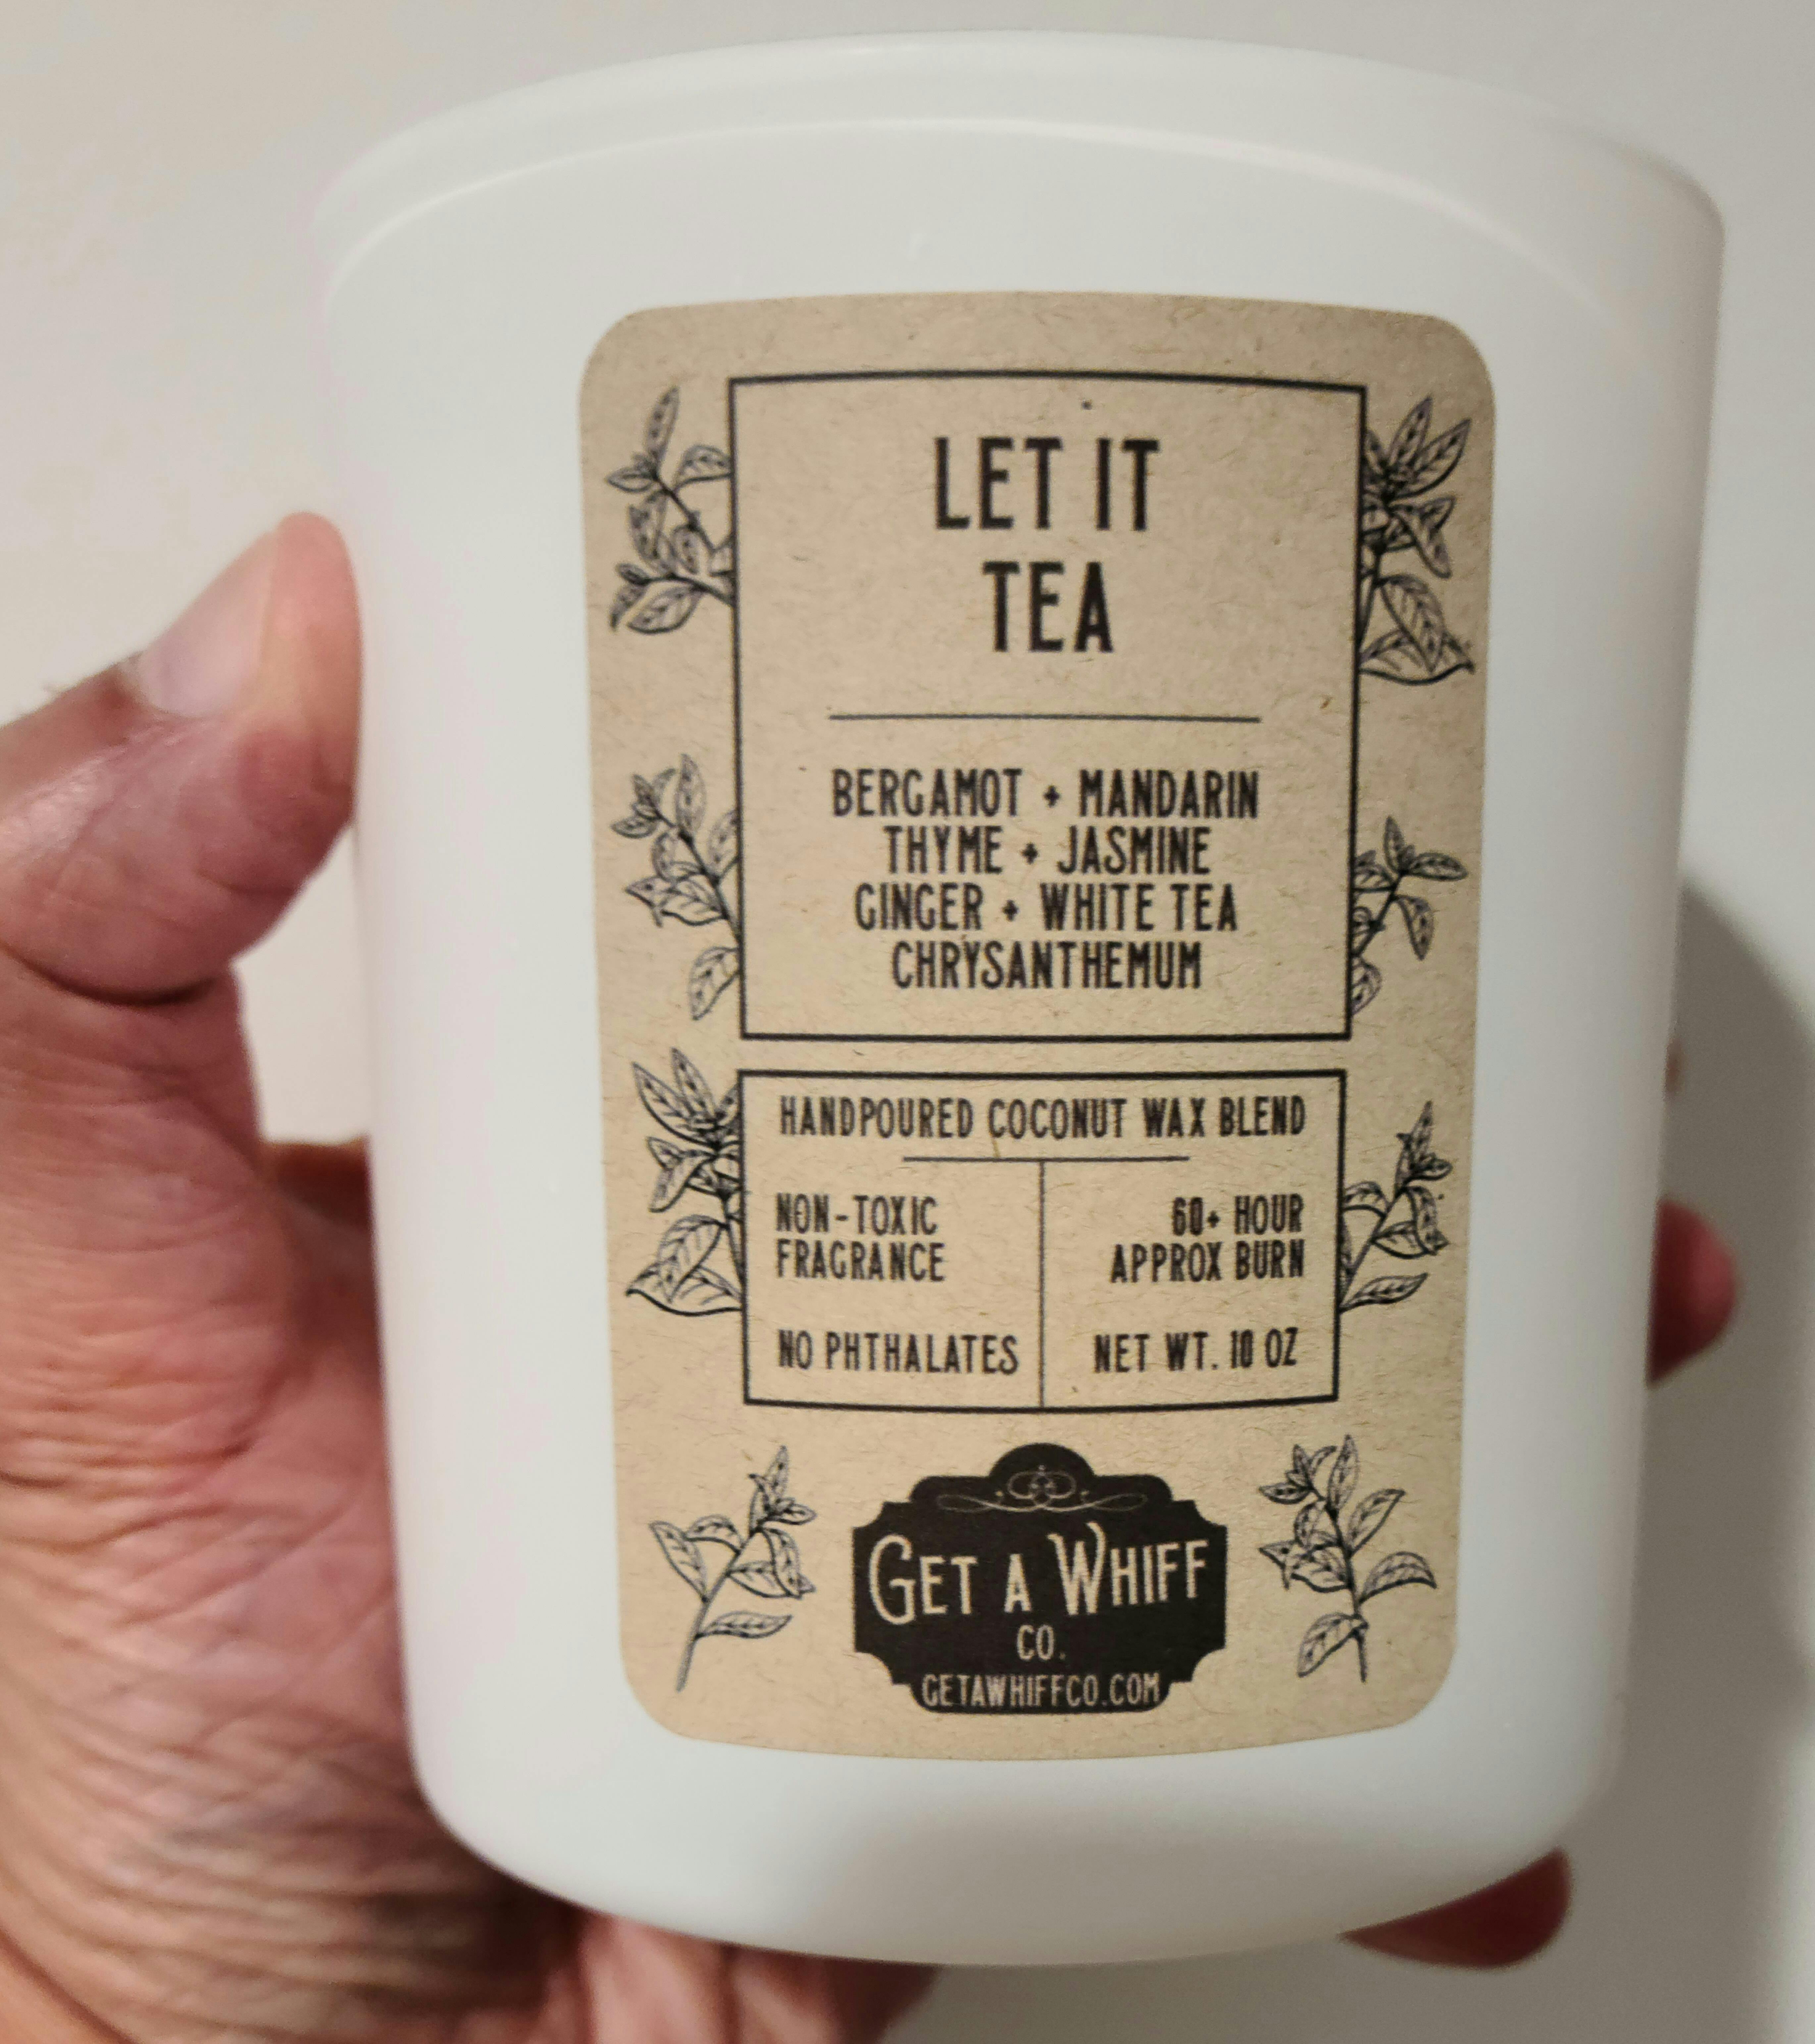 LET IT
TEA
BERGAMOT + MANDARIN
THYME + JASMINE
GINGER + WHITE TEA
CHRYSANTHEMUM
HANDPOURED COCONUT WAX BLEND
NON-TOXIC
FRAGRANCE
NO PHTHALATES
60+ HOUR
APPROX BURN
NET WT. 10 OZ
GET A WHIFF
CO.
GETAWHIFFCO.COM